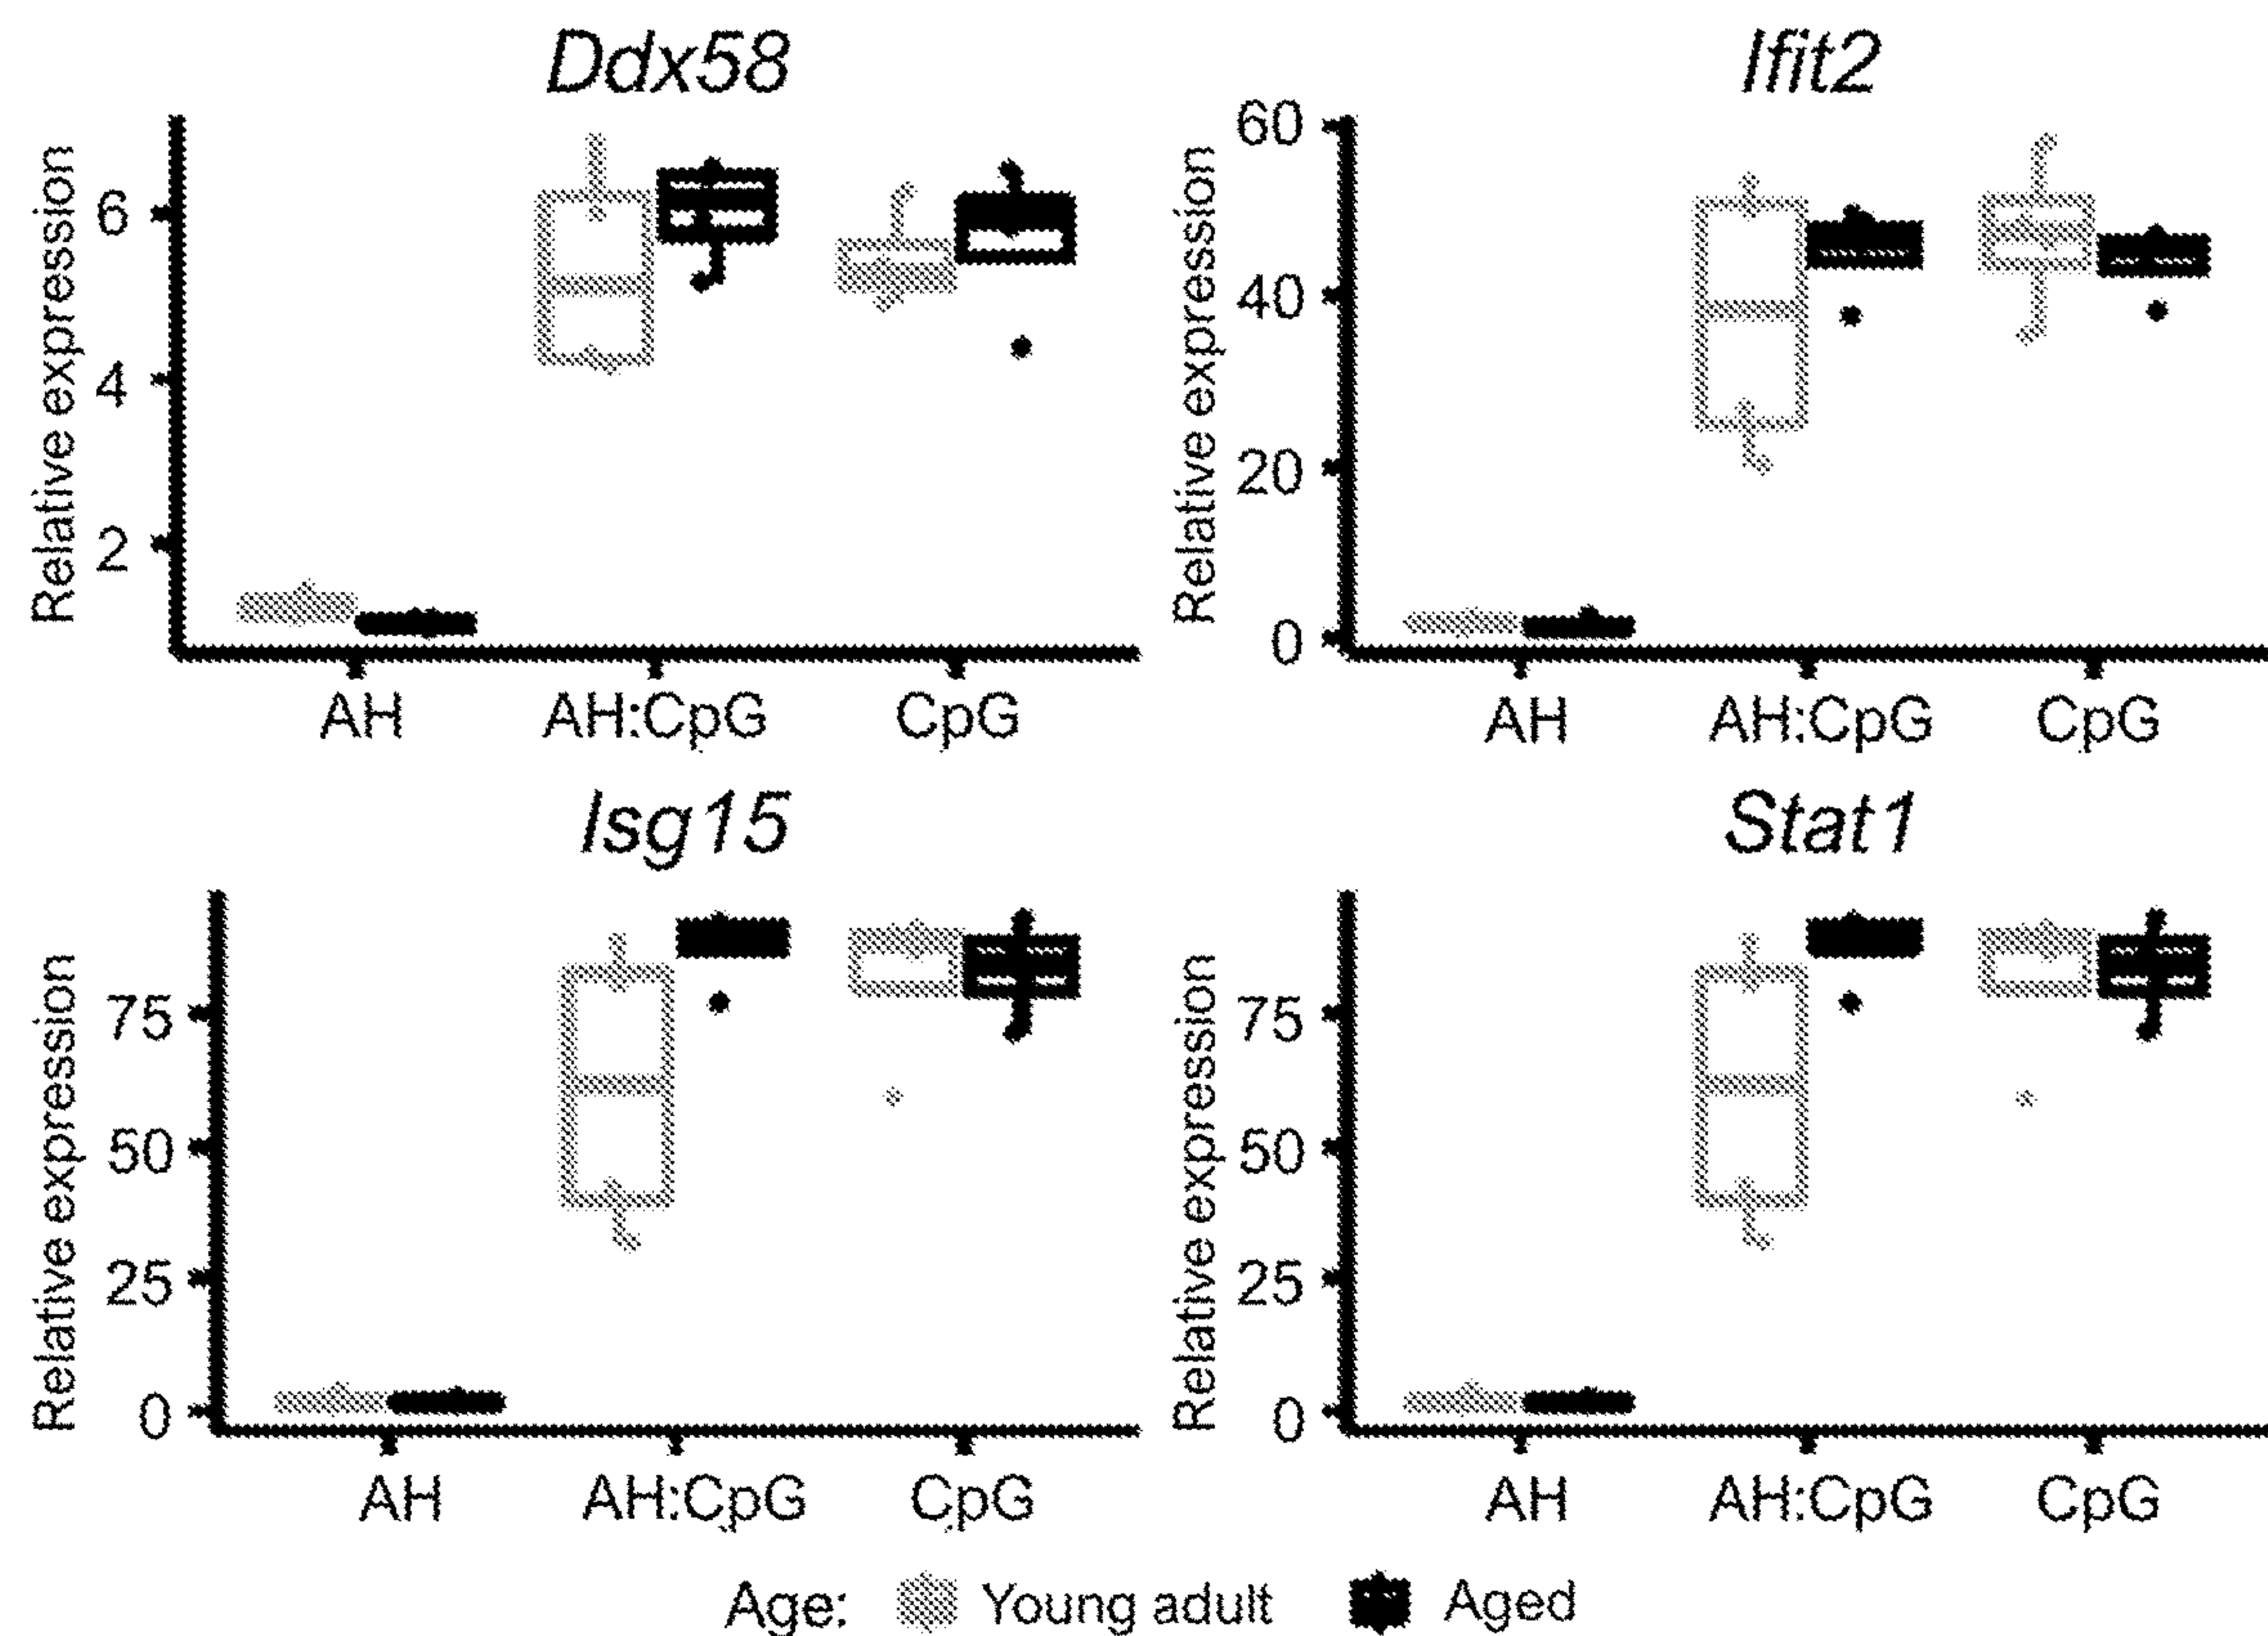 Ddx58
Relative expression
6
4
2
AH AH:CpG CpG
Ifit2
Relative expression
60
40
20
0
AH AH:CpG CpG
Isg15
Relative expression
75
50
25
0
AH AH:CpG CpG
Stat1
Relative expression
75
50
25
0
AH AH:CpG CpG
Age: Young adult Aged